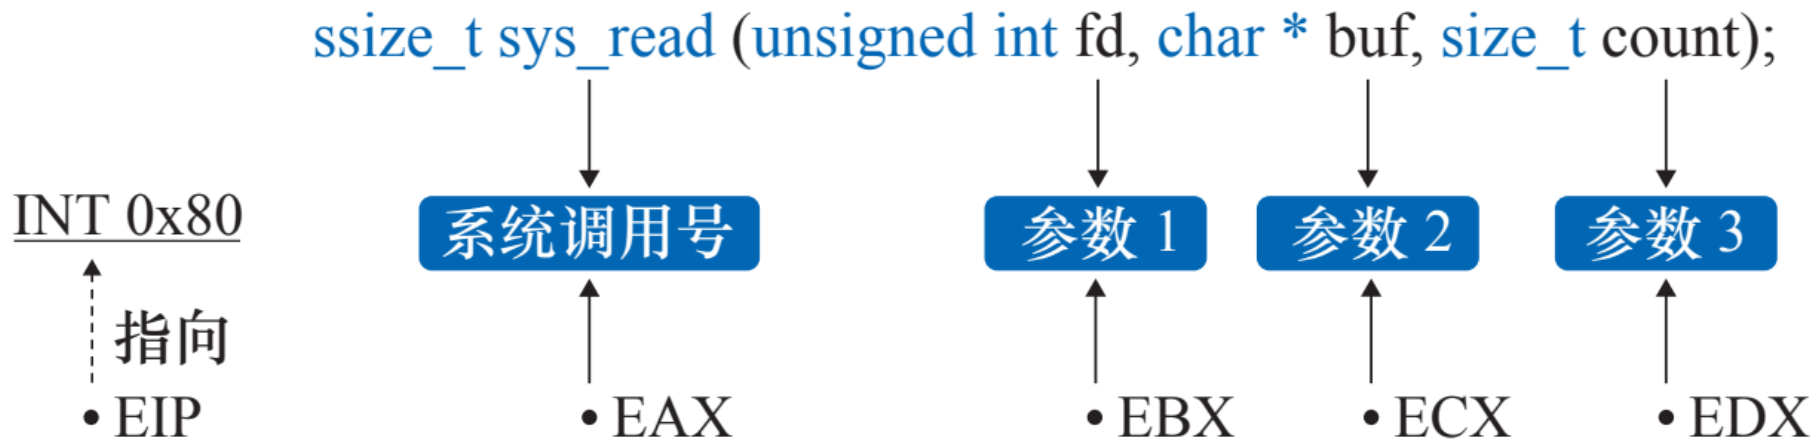 ssize_t sys_read (unsigned int fd, char * buf, size_t count);
INT 0x80 系统调用号 参数 1 参数 2 参数 3
指向
• EIP • EAX • EBX • ECX • EDX